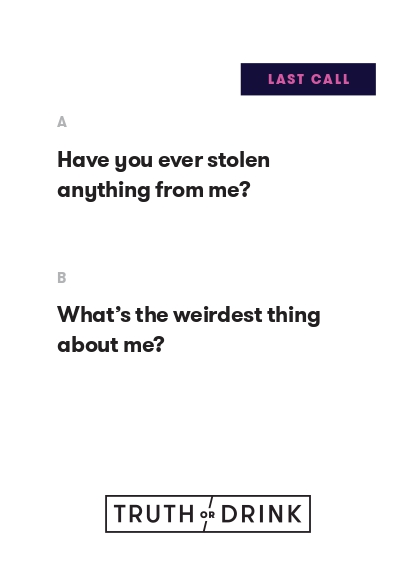 LAST CALL
A
Have you ever stolen
anything from me?
B
What's the weirdest thing
about me?
TRUTH OR DRINK